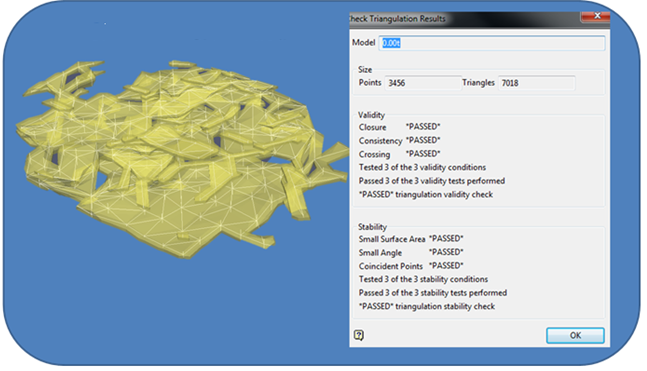 Check Triangulation Results
Model 0.00t
Size
Points 3456 Triangles 7018
Validity
Closure *PASSED*
Consistency *PASSED*
Crossing *PASSED*
Tested 3 of the 3 validity conditions
Passed 3 of the 3 validity tests performed
*PASSED* triangulation validity check
Stability
Small Surface Area *PASSED*
Small Angle *PASSED*
Coincident Points *PASSED*
Tested 3 of the 3 stability conditions
Passed 3 of the 3 stability tests performed
*PASSED* triangulation stability check
OK